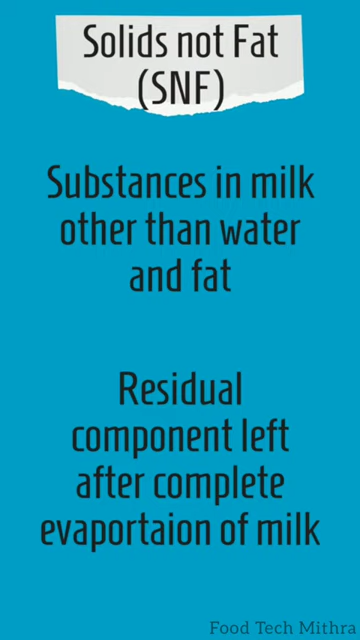 Solids not Fat
(SNF)
Substances in milk
other than water
and fat
Residual
component left
after complete
evaportaion of milk
Food Tech Mithra